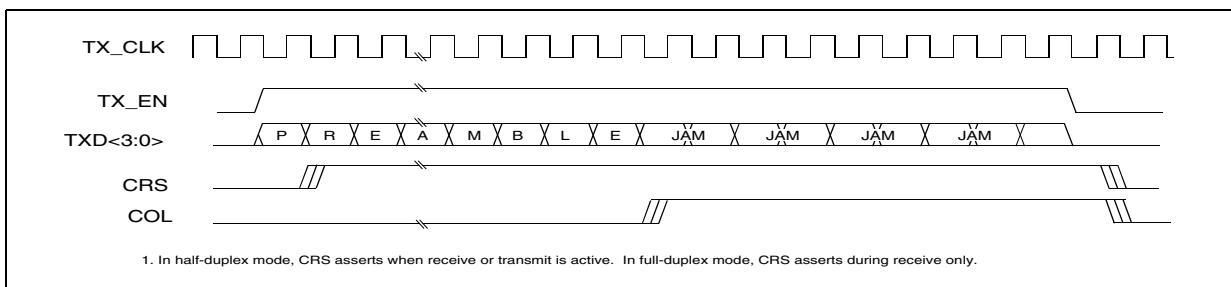 TX_CLK
TX_EN
TXD<3:0> P R E A M B L E JAM JAM JAM JAM
CRS
COL
1. In half-duplex mode, CRS asserts when receive or transmit is active. In full-duplex mode, CRS asserts during receive only.